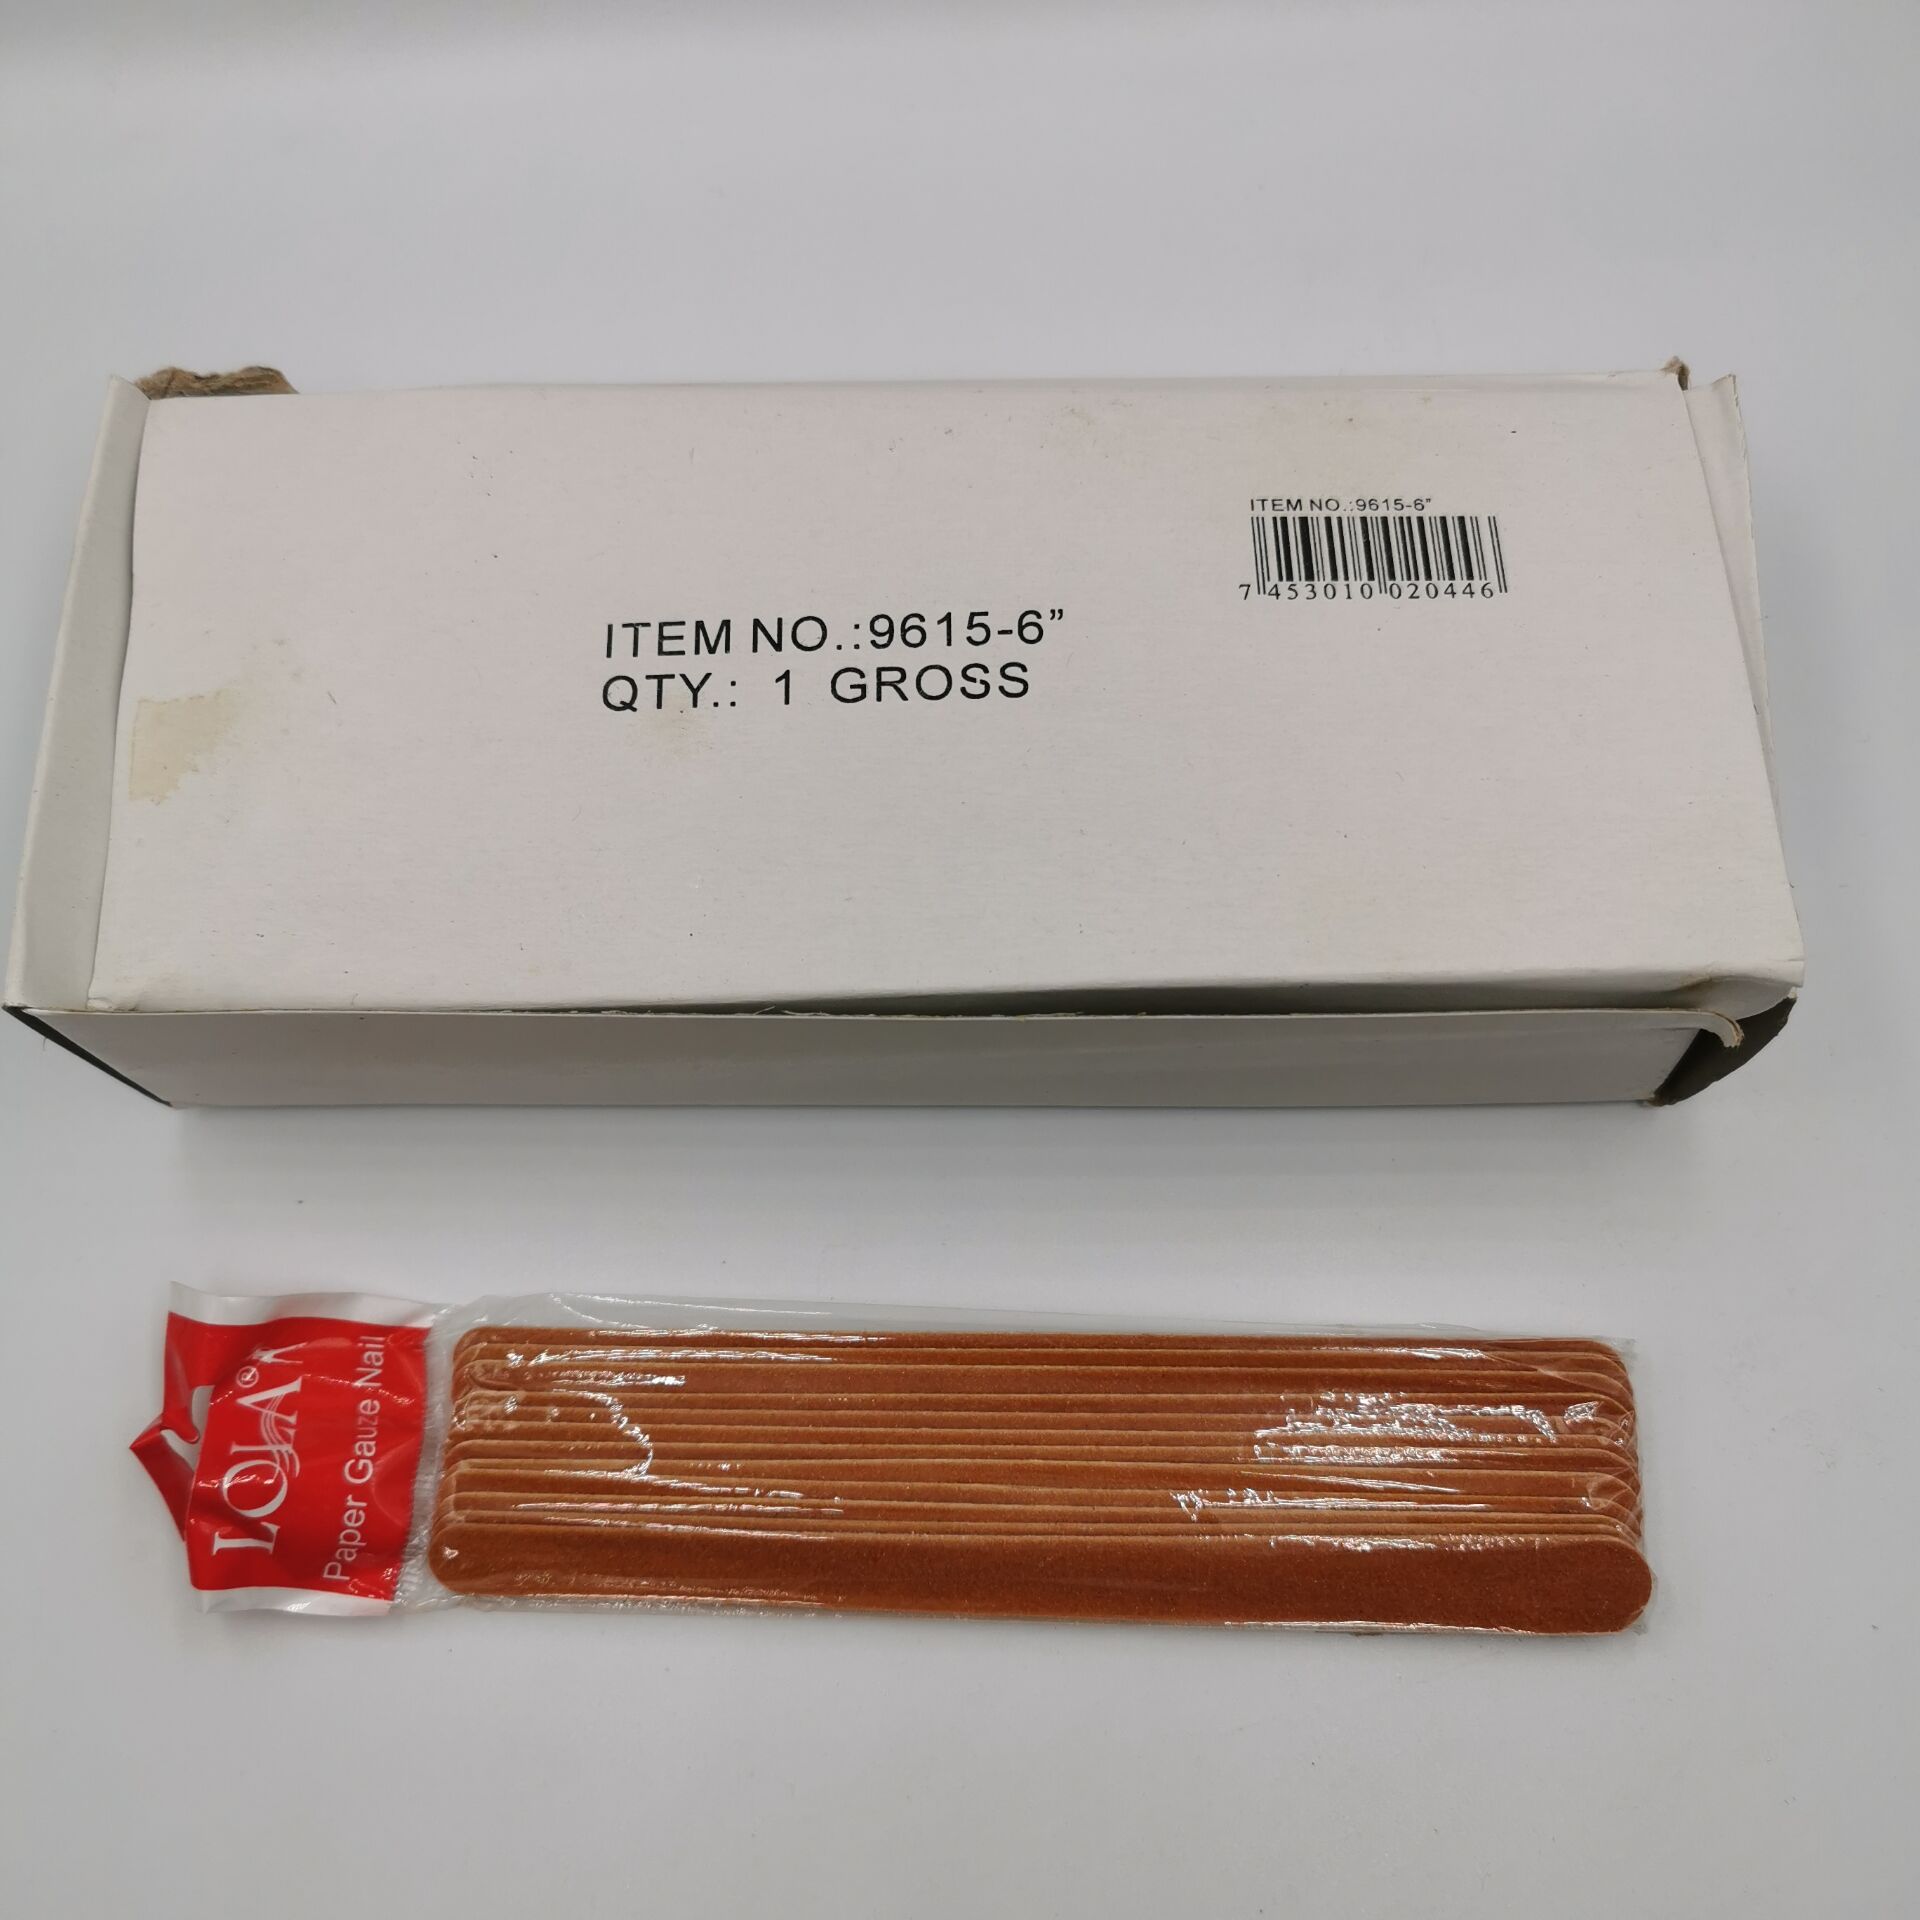 ITEM NO.:9615-6”
7 453010 020446
ITEM NO.:9615-6”
QTY.: 1 GROSS
LOLA®
Paper Gauze Nail